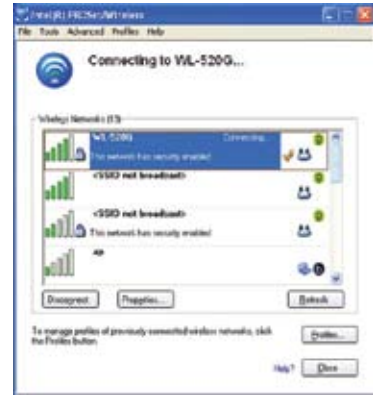 Intel(R) PROSet/Wireless
File Tools Advanced Profiles Help
Connecting to WL-520G...
Wireless Networks (13)
WL-520G Connecting...
This network has security enabled
<SSID not broadcast>
<SSID not broadcast>
This network has security enabled
Disconnect Properties... Refresh
To manage profiles of previously connected wireless networks, click
the Profiles button.
Profiles...
Help? Close